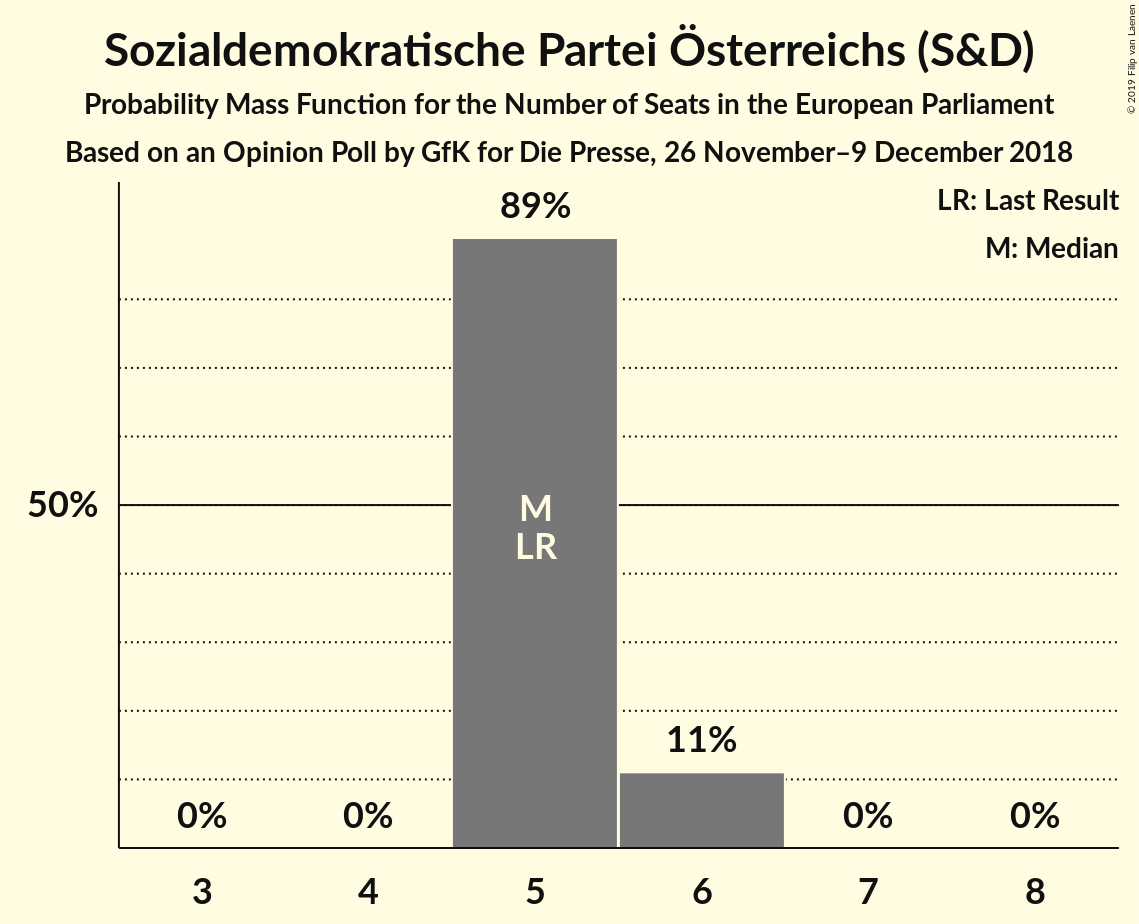 Sozialdemokratische Partei Österreichs (S&D)
Probability Mass Function for the Number of Seats in the European Parliament
Based on an Opinion Poll by GfK for Die Presse, 26 November–9 December 2018
© 2019 Filip van Laenen
LR: Last Result
M: Median
89%
50%
M
LR
11%
0%
0%
0%
0%
3
4
5
6
7
8